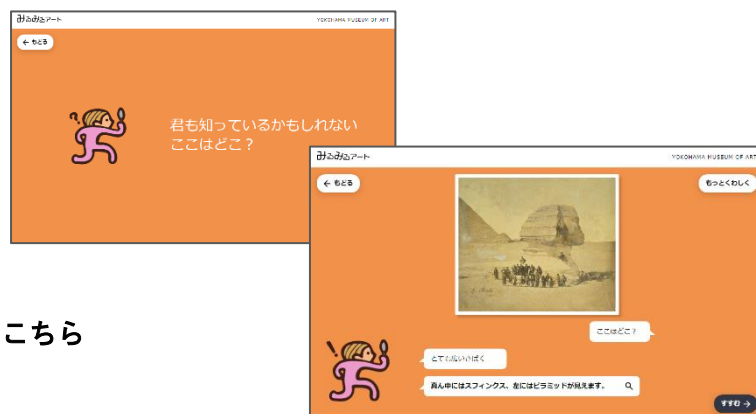 みるみるアート
YOKOHAMA MUSEUM OF ART
← もどる
君も知っているかもしれない
ここはどこ？
みるみるアート
YOKOHAMA MUSEUM OF ART
← もどる
もっとくわしく
ここはどこ？
とても広いさばく
真ん中にはスフィンクス、左にはピラミッドが見えます。
すすむ →
こちら